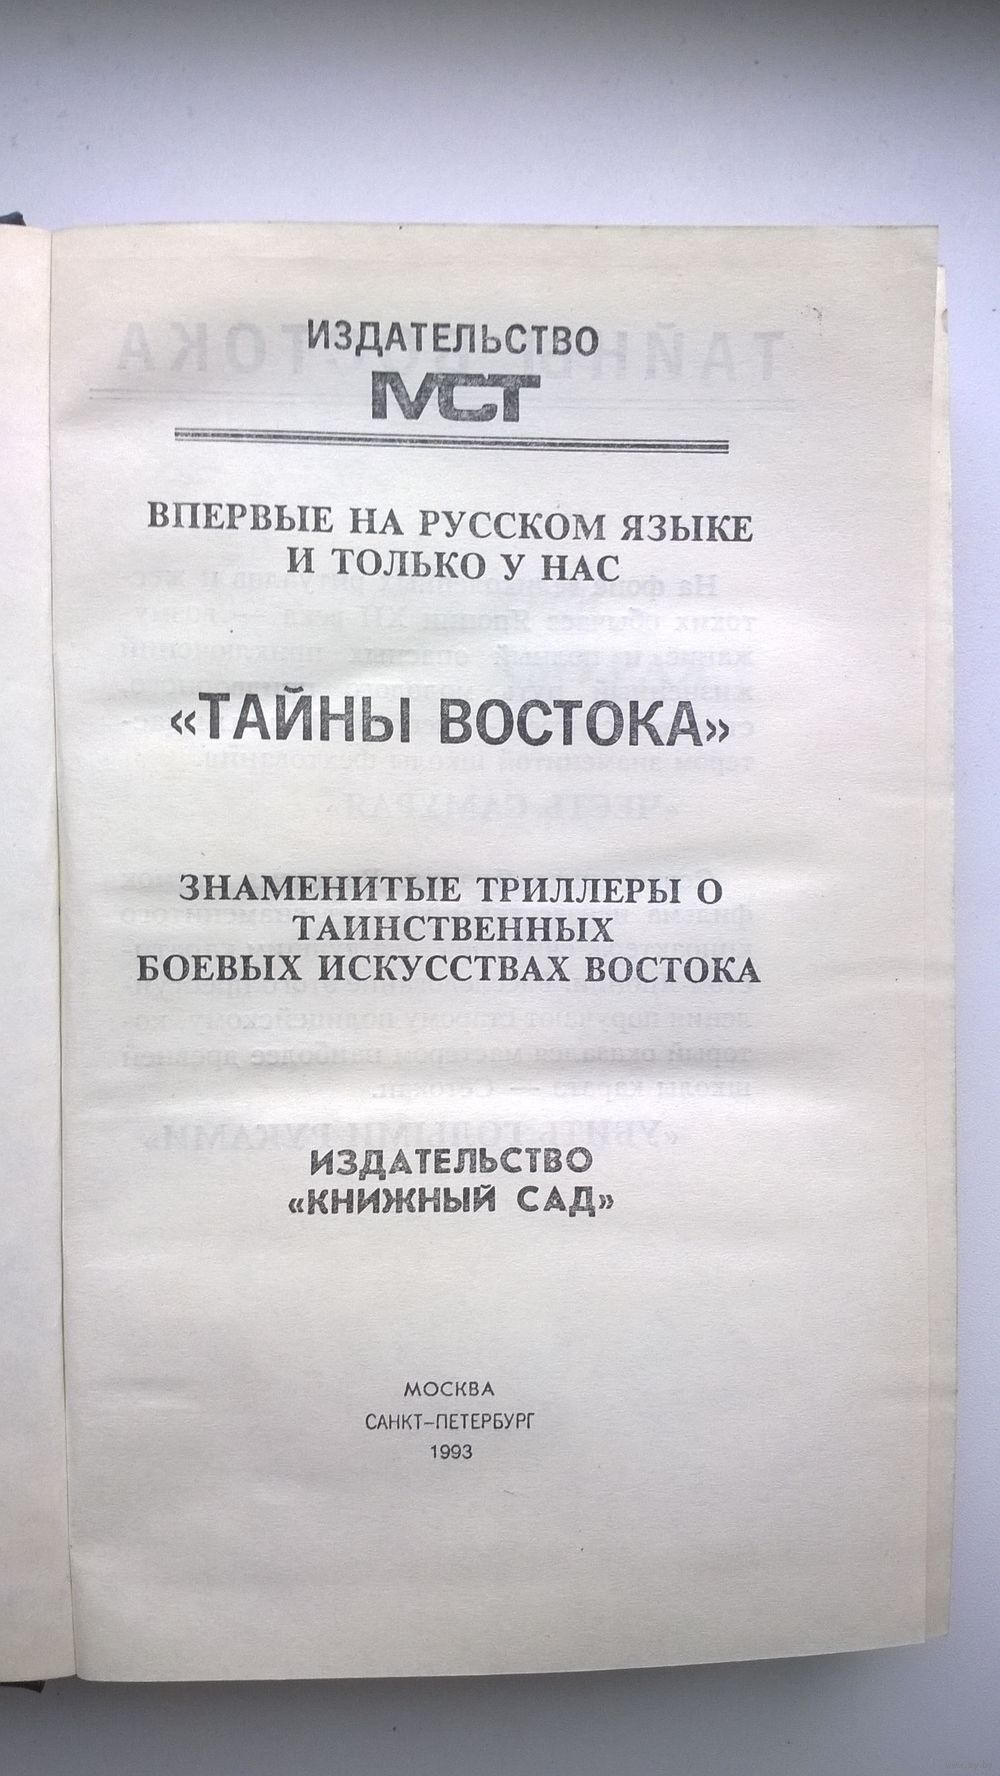 ИЗДАТЕЛЬСТВО
МСТ
ВПЕРВЫЕ НА РУССКОМ ЯЗЫКЕ
И ТОЛЬКО У НАС
«ТАЙНЫ ВОСТОКА»
ЗНАМЕНИТЫЕ ТРИЛЛЕРЫ О
ТАИНСТВЕННЫХ
БОЕВЫХ ИСКУССТВАХ ВОСТОКА
ИЗДАТЕЛЬСТВО
«КНИЖНЫЙ САД»
МОСКВА
САНКТ-ПЕТЕРБУРГ
1993